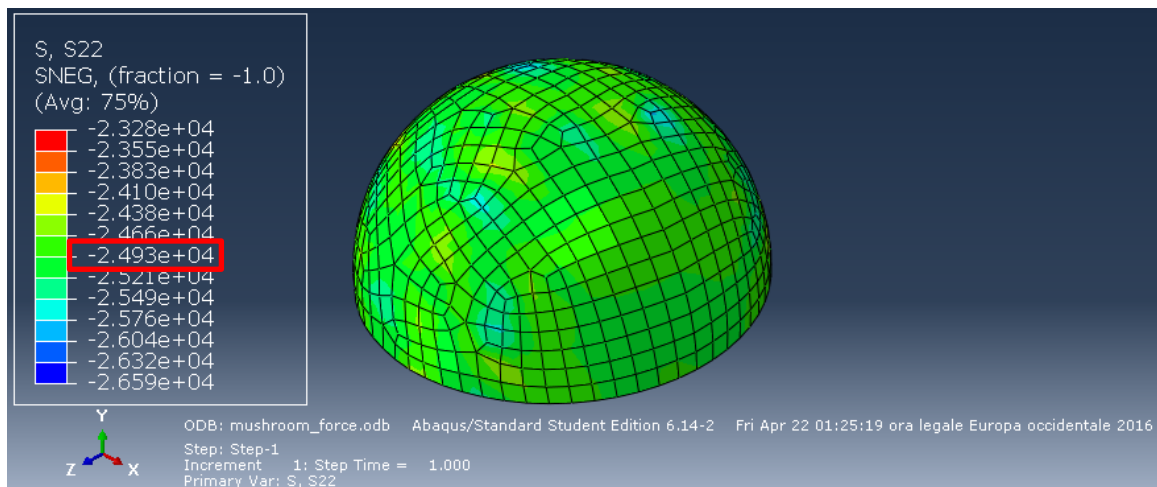 S, S22
SNEG, (fraction = -1.0)
(Avg: 75%)
-2.328e+04
-2.355e+04
-2.383e+04
-2.410e+04
-2.438e+04
-2.466e+04
-2.493e+04
-2.521e+04
-2.549e+04
-2.576e+04
-2.604e+04
-2.632e+04
-2.659e+04
Y
Z
X
ODB: mushroom_force.odb Abaqus/Standard Student Edition 6.14-2 Fri Apr 22 01:25:19 ora legale Europa occidentale 2016
Step: Step-1
Increment 1: Step Time = 1.000
Primary Var: S, S22